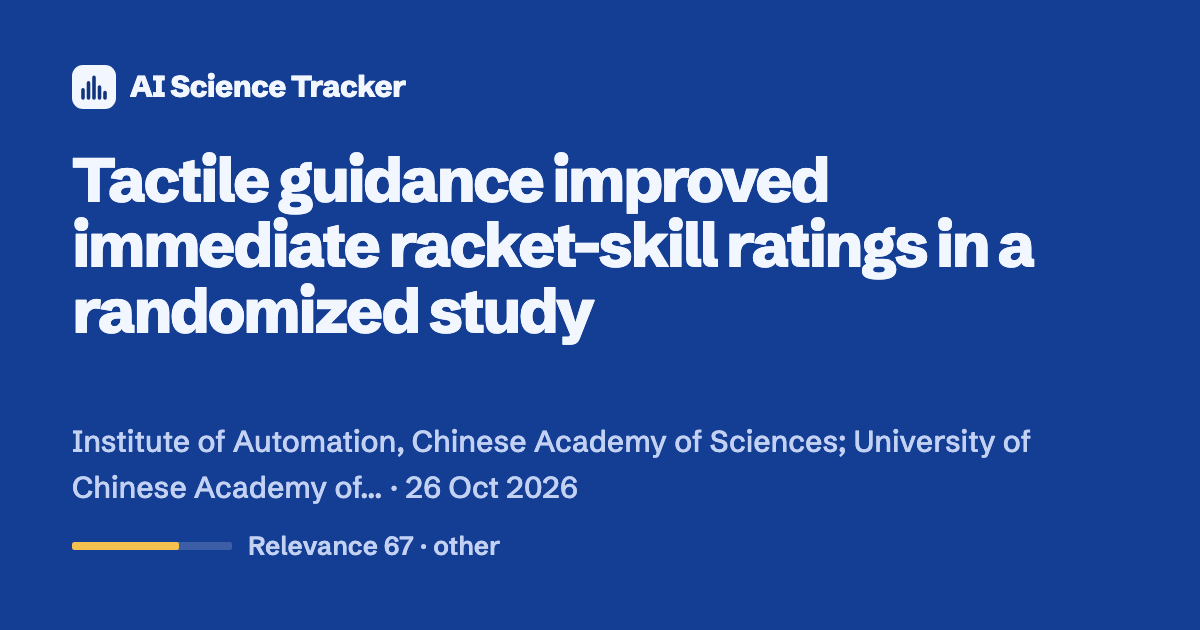 AI Science Tracker
Tactile guidance improved
immediate racket-skill ratings in a
randomized study
Institute of Automation, Chinese Academy of Sciences; University of
Chinese Academy of... · 26 Oct 2026
Relevance 67 · other